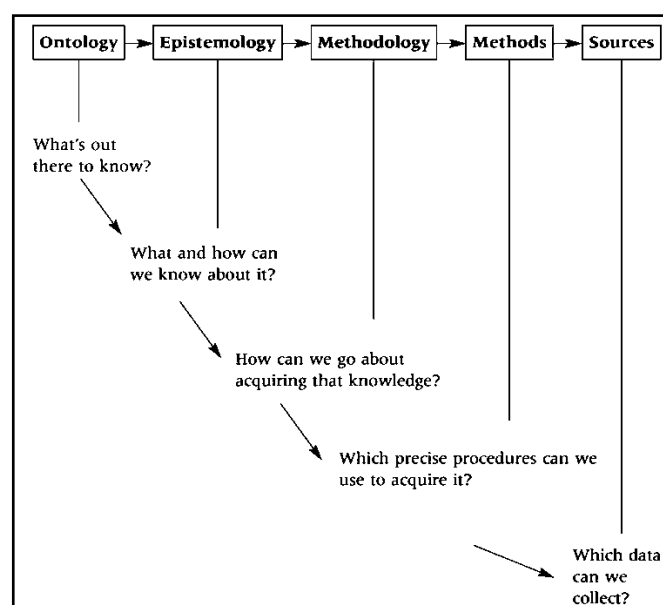 Ontology Epistemology Methodology Methods Sources
What's out
there to know?
What and how can
we know about it?
How can we go about
acquiring that knowledge?
Which precise procedures can we
use to acquire it?
Which data
can we
collect?